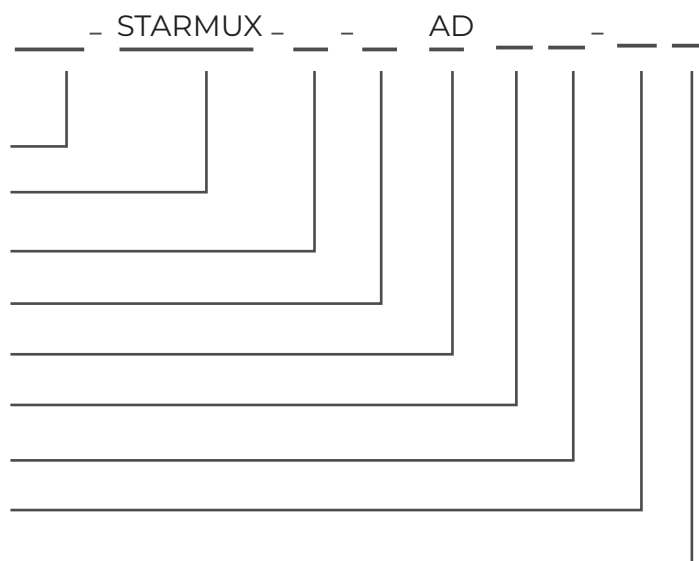 – STARMUX – – AD –